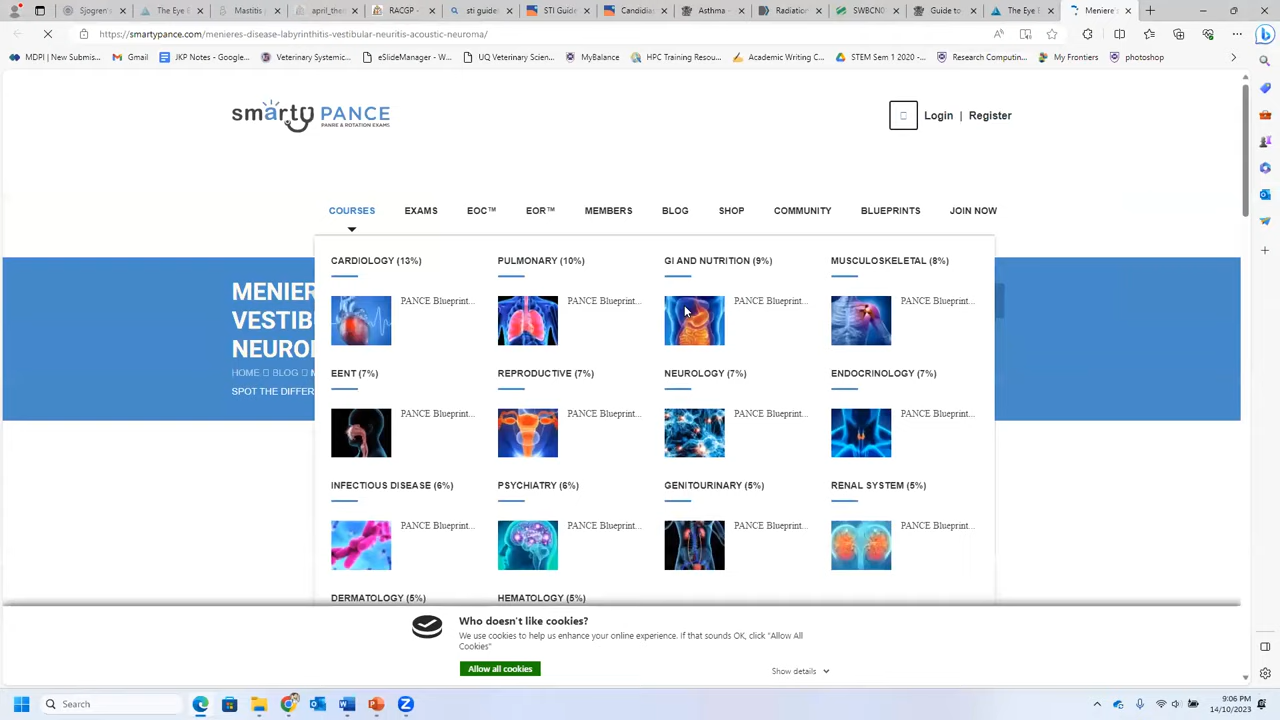 Sjogren's
The Eye E
Smartist
april_the
RACGP -
sti guides
STI Guide
Candidac
Asthma -
Radiation
SWBCN0
Guide to
The Eye E
Meniere's
https://smartypance.com/menieres-disease-labyrinthitis-vestibular-neuritis-acoustic-neuroma/
MDPI | New Submis... Gmail JKP Notes - Google... Veterinary Systemic... eSlideManager - W... UQ Veterinary Scien... MyBalance HPC Training Resou... Academic Writing C... STEM Sem 1 2020 -... Research Computin... My Frontiers photoshop
smarty PANCE
PANRE & ROTATION EXAMS
Login | Register
COURSES EXAMS EOC™ EOR™ MEMBERS BLOG SHOP COMMUNITY BLUEPRINTS JOIN NOW
CARDIOLOGY (13%) PULMONARY (10%) GI AND NUTRITION (9%) MUSCULOSKELETAL (8%)
PANCE Blueprint... PANCE Blueprint... PANCE Blueprint... PANCE Blueprint...
MENIER
VESTIB
NEURO
HOME BLOG
SPOT THE DIFFER
EENT (7%) REPRODUCTIVE (7%) NEUROLOGY (7%) ENDOCRINOLOGY (7%)
PANCE Blueprint... PANCE Blueprint... PANCE Blueprint... PANCE Blueprint...
INFECTIOUS DISEASE (6%) PSYCHIATRY (6%) GENITOURINARY (5%) RENAL SYSTEM (5%)
PANCE Blueprint... PANCE Blueprint... PANCE Blueprint... PANCE Blueprint...
DERMATOLOGY (5%) HEMATOLOGY (5%)
Who doesn't like cookies?
We use cookies to help us enhance your online experience. If that sounds OK, click "Allow All
Cookies"
Allow all cookies
Show details
Search
9:06 PM
14/10/2023